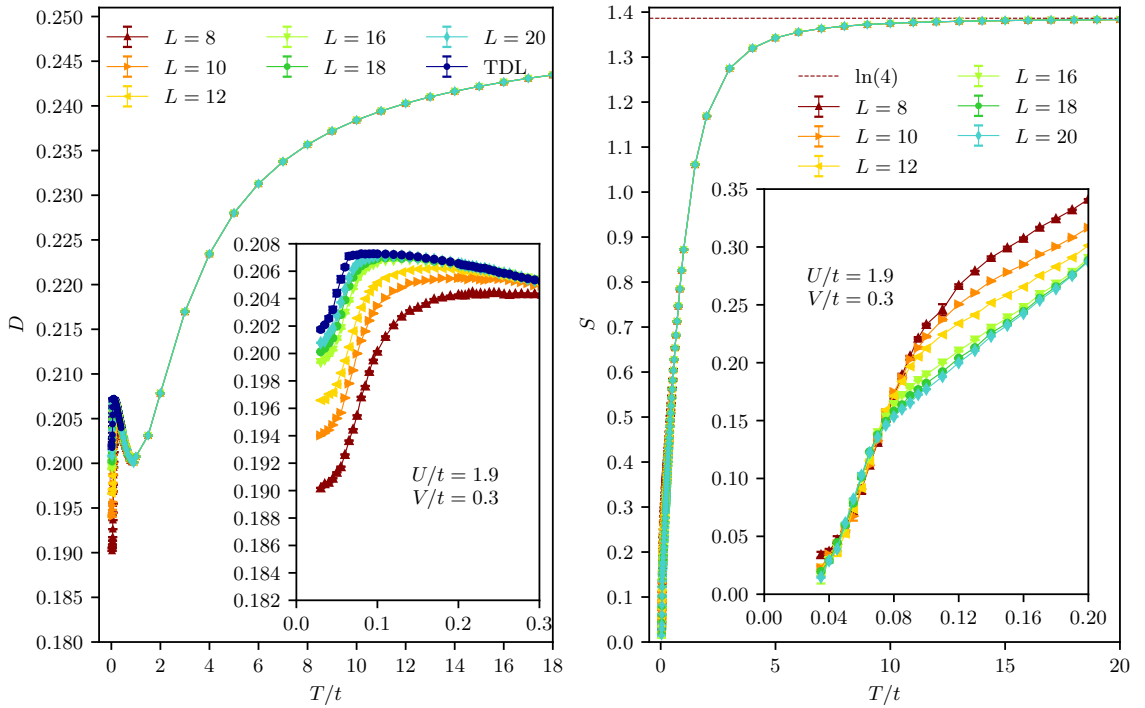 0.250
0.245
0.240
0.235
0.230
0.225
0.220
0.215
0.210
0.205
0.200
0.195
0.190
0.185
0.180
D
L = 8
L = 10
L = 12
L = 16
L = 18
L = 20
TDL
0.208
0.206
0.204
0.202
0.200
0.198
0.196
0.194
0.192
0.190
0.188
0.186
0.184
0.182
U/t = 1.9
V/t = 0.3
0.0 0.1 0.2 0.3
0 2 4 6 8 10 12 14 16 18
T/t
1.4
1.3
1.2
1.1
1.0
0.9
0.8
0.7
0.6
0.5
0.4
0.3
0.2
0.1
0.0
S
ln(4)
L = 8
L = 10
L = 12
L = 16
L = 18
L = 20
0.35
0.30
0.25
0.20
0.15
0.10
0.05
0.00
U/t = 1.9
V/t = 0.3
0.00 0.04 0.08 0.12 0.16 0.20
0 5 10 15 20
T/t